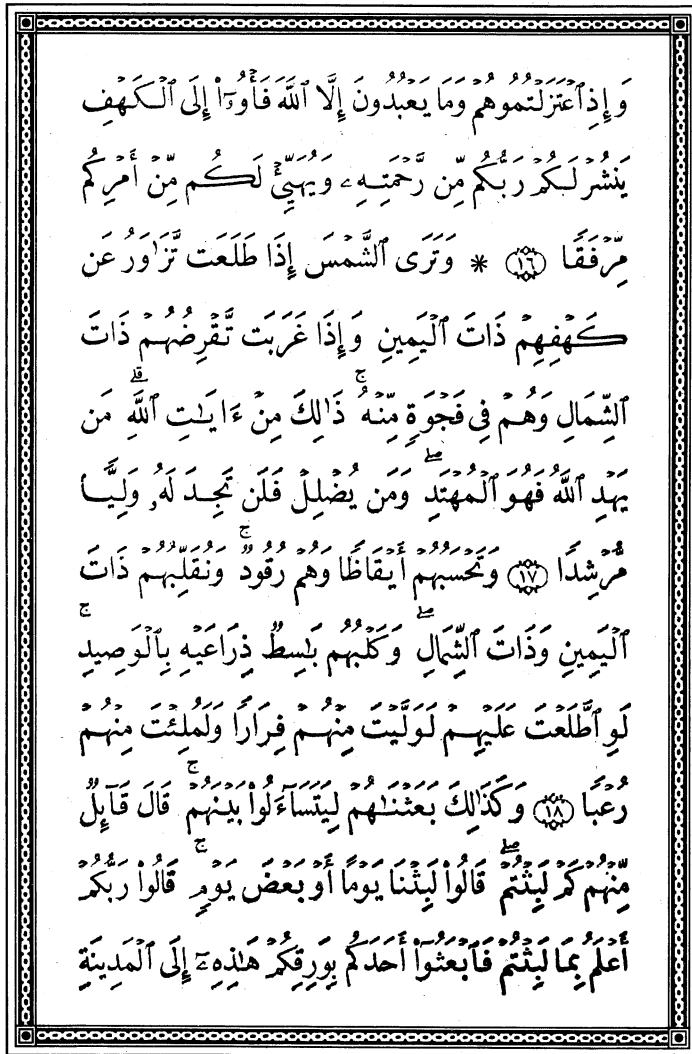 وَإِذِ ٱعْتَزَلْتُمُوهُمْ وَمَا يَعْبُدُونَ إِلَّا ٱللَّهَ فَأْوُۥٓا۟ إِلَى ٱلْكَهْفِ
يَنشُرْ لَكُمْ رَبُّكُم مِّن رَّحْمَتِهِۦ وَيُهَيِّئْ لَكُم مِّنْ أَمْرِكُم
مِّرْفَقًا ﴿١٦﴾ * وَتَرَى ٱلشَّمْسَ إِذَا طَلَعَت تَّزَٰوَرُ عَن
كَهْفِهِمْ ذَاتَ ٱلْيَمِينِ وَإِذَا غَرَبَت تَّقْرِضُهُمْ ذَاتَ
ٱلشِّمَالِ وَهُمْ فِى فَجْوَةٍ مِّنْهُ ۚ ذَٰلِكَ مِنْ ءَايَٰتِ ٱللَّهِ ۗ مَن
يَهْدِ ٱللَّهُ فَهُوَ ٱلْمُهْتَدِ ۖ وَمَن يُضْلِلْ فَلَن تَجِدَ لَهُۥ وَلِيًّا
مُّرْشِدًا ﴿١٧﴾ وَتَحْسَبُهُمْ أَيْقَاظًا وَهُمْ رُقُودٌ ۚ وَنُقَلِّبُهُمْ ذَاتَ
ٱلْيَمِينِ وَذَاتَ ٱلشِّمَالِ ۖ وَكَلْبُهُم بَٰسِطٌ ذِرَاعَيْهِ بِٱلْوَصِيدِ ۚ
لَوِ ٱطَّلَعْتَ عَلَيْهِمْ لَوَلَّيْتَ مِنْهُمْ فِرَارًا وَلَمُلِئْتَ مِنْهُمْ
رُعْبًا ﴿١٨﴾ وَكَذَٰلِكَ بَعَثْنَٰهُمْ لِيَتَسَآءَلُوا۟ بَيْنَهُمْ ۚ قَالَ قَآئِلٌ
مِّنْهُمْ كَمْ لَبِثْتُمْ ۖ قَالُوا۟ لَبِثْنَا يَوْمًا أَوْ بَعْضَ يَوْمٍ ۚ قَالُوا۟ رَبُّكُمْ
أَعْلَمُ بِمَا لَبِثْتُمْ فَٱبْعَثُوٓا۟ أَحَدَكُم بِوَرِقِكُمْ هَٰذِهِۦٓ إِلَى ٱلْمَدِينَةِ